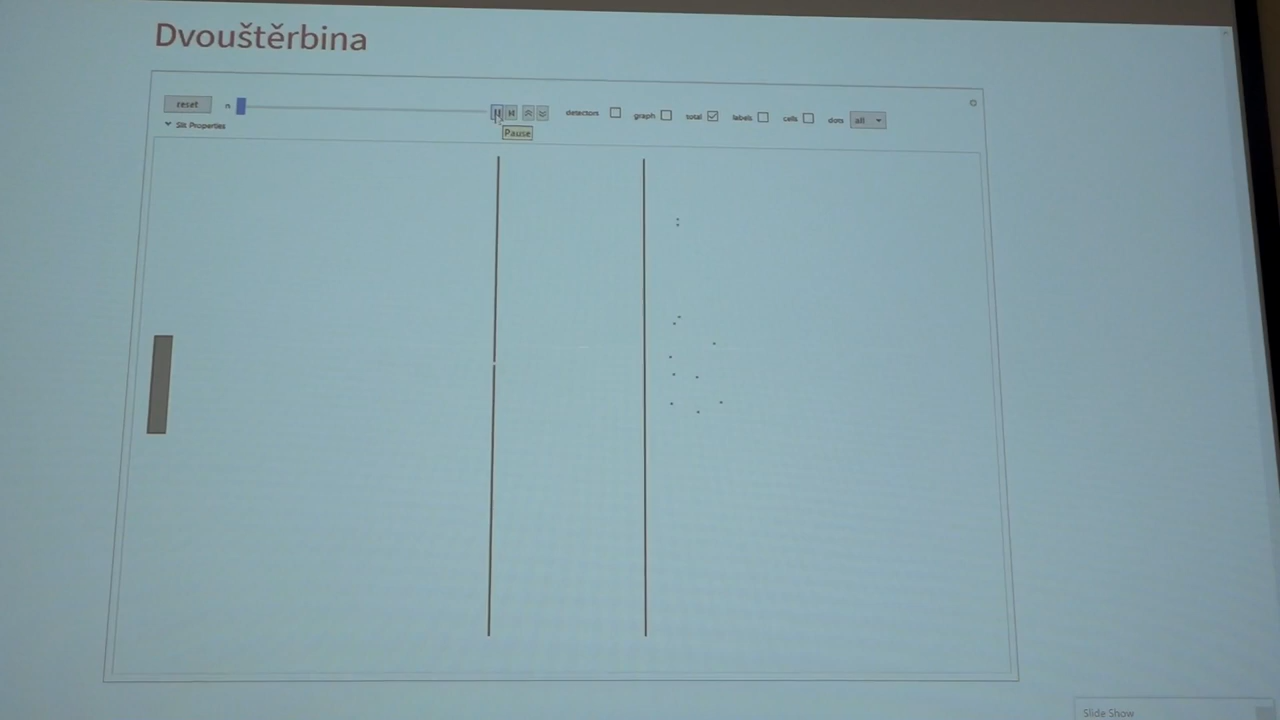 Dvouštěrbina
reset n detectors graph total labels cells dots all
Slit Properties
Pause
Slide Show